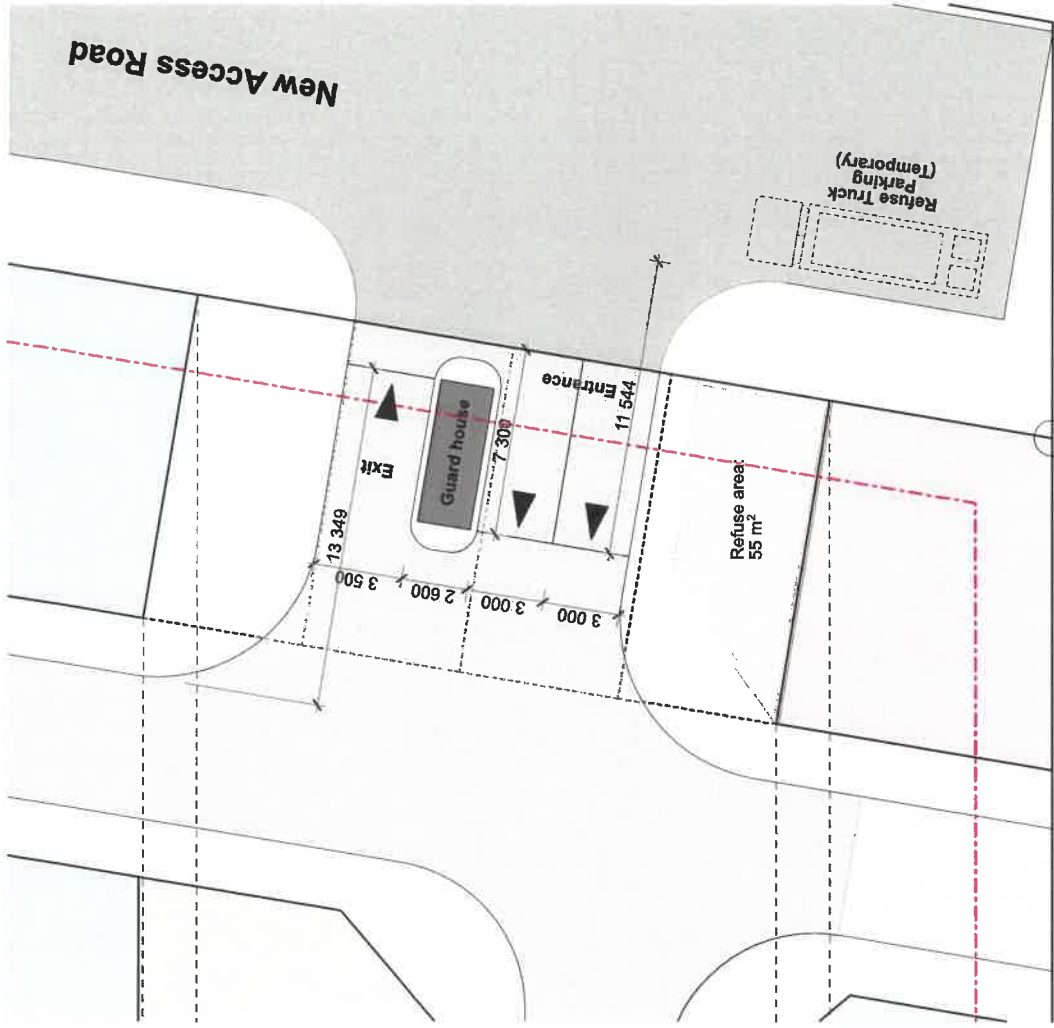 New Access Road
Refuse Truck
Parking
(Temporary)
Entrance
11 544
Guard house
7 300
Exit
13 349
3 500
2 600
3 000
3 000
Refuse area:
55 m²